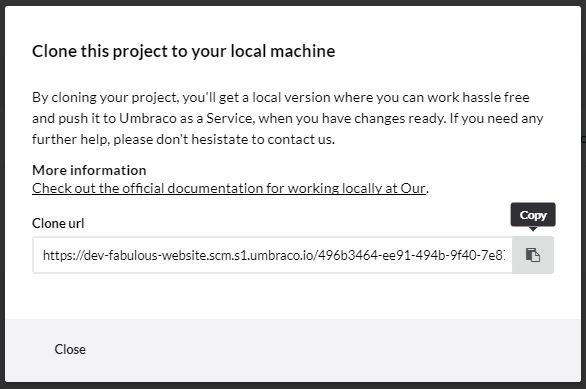 Clone this project to your local machine
By cloning your project, you'll get a local version where you can work hassle free
and push it to Umbraco as a Service, when you have changes ready. If you need any
further help, please don't hesistate to contact us.
More information
Check out the official documentation for working locally at Our.
Copy
Clone url
https://dev-fabulous-website.scm.s1.umbraco.io/496b3464-ee91-494b-9f40-7e87
Close